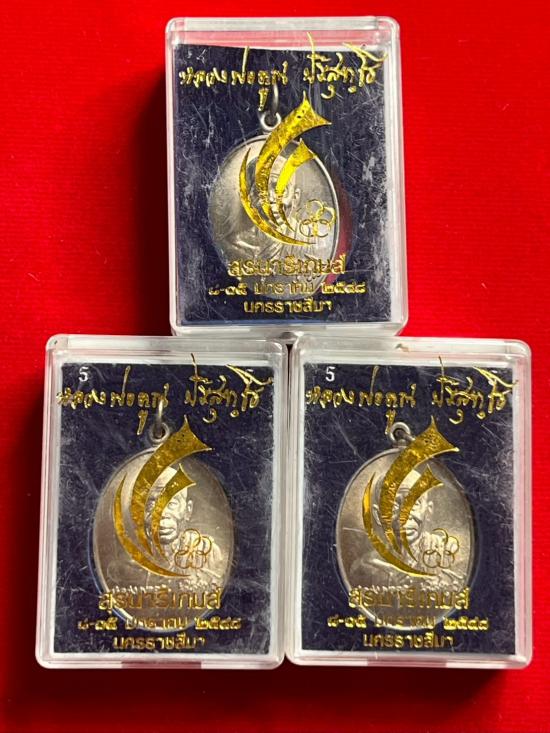 หลวงพ่อคูณ ปริสุทฺโธ
สุรนารีเกมส์
๘-๑๕ มกราคม ๒๕๔๘
นครราชสีมา
5
หลวงพ่อคูณ ปริสุทฺโธ
สุรนารีเกมส์
๘-๑๕ มกราคม ๒๕๔๘
นครราชสีมา
5
หลวงพ่อคูณ ปริสุทฺโธ
สุรนารีเกมส์
๘-๑๕ มกราคม ๒๕๔๘
นครราชสีมา